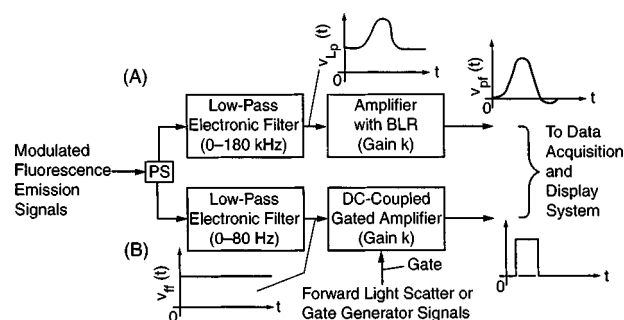 (A)
v_Lp (t)
0
t
v_pf (t)
0
t
Low-Pass
Electronic Filter
(0–180 kHz)
Amplifier
with BLR
(Gain k)
Modulated
Fluorescence
Emission
Signals
PS
To Data
Acquisition
and
Display
System
Low-Pass
Electronic Filter
(0–80 Hz)
DC-Coupled
Gated Amplifier
(Gain k)
(B)
v_ff (t)
0
t
Gate
0
t
Forward Light Scatter or
Gate Generator Signals